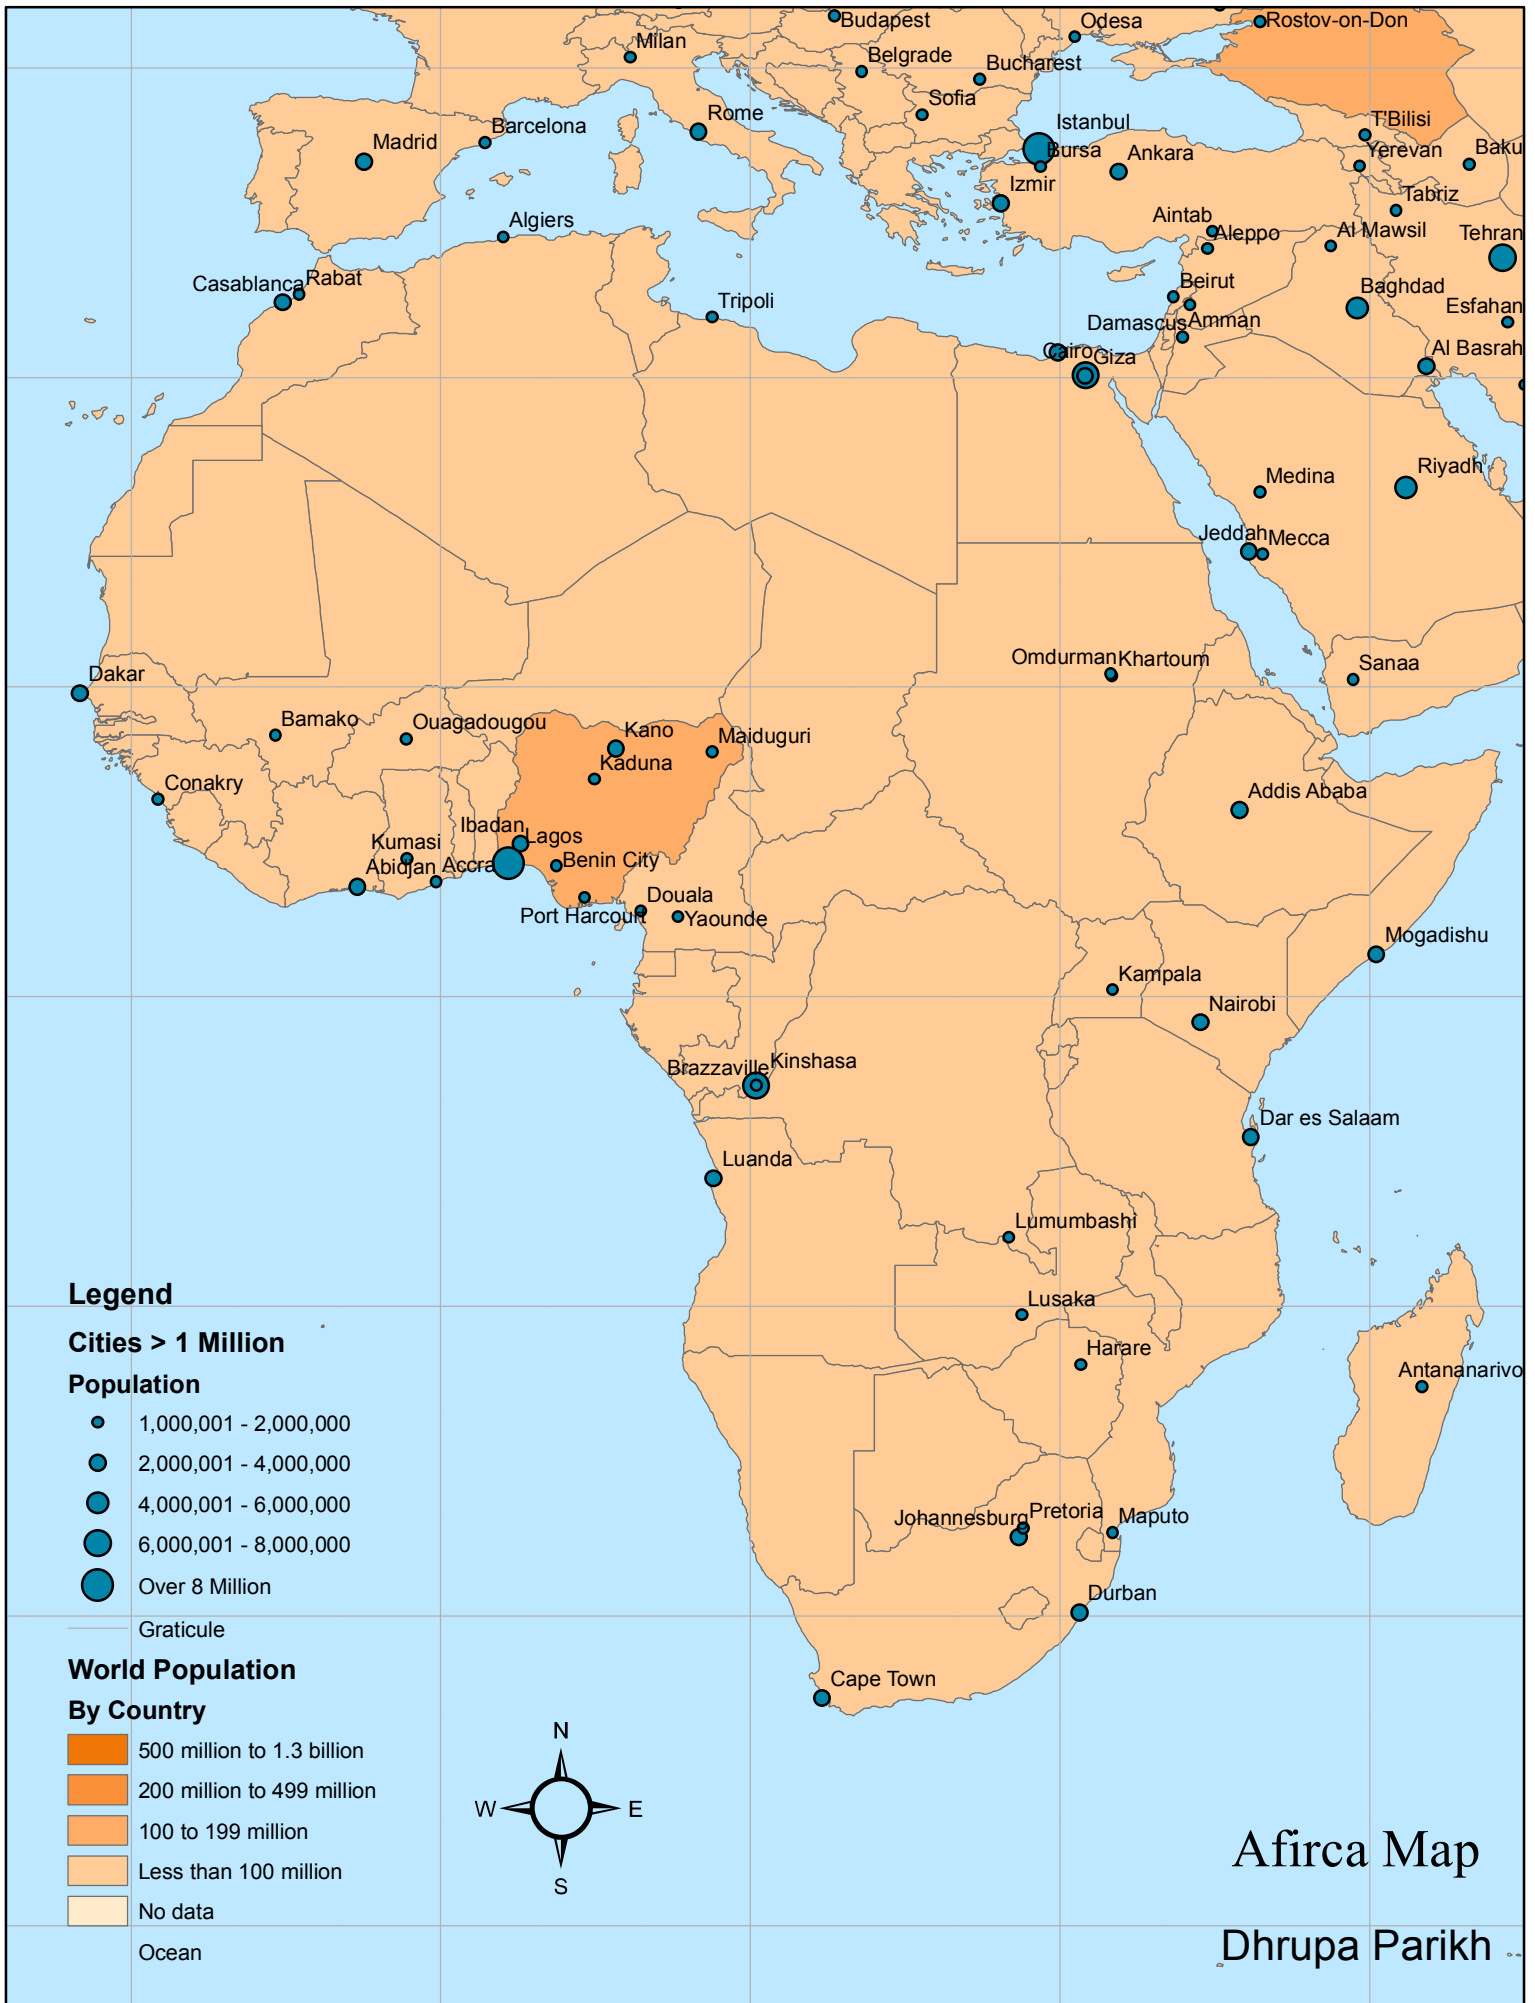 Budapest
Odesa
Rostov-on-Don
Milan
Belgrade
Bucharest
Sofia
Rome
Istanbul
T'Bilisi
Barcelona
Madrid
Bursa
Ankara
Yerevan
Baku
Izmir
Tabriz
Algiers
Aintab
Aleppo
Al Mawsil
Tehran
Casablanca
Rabat
Tripoli
Beirut
Baghdad
Esfahan
Damascus
Amman
Cairo
Giza
Al Basrah
Medina
Riyadh
Jeddah
Mecca
Omdurman
Khartoum
Sanaa
Dakar
Bamako
Ouagadougou
Kano
Maiduguri
Kaduna
Conakry
Addis Ababa
Ibadan
Lagos
Kumasi
Abidjan
Accra
Benin City
Douala
Port Harcourt
Yaounde
Mogadishu
Kampala
Nairobi
Brazzaville
Kinshasa
Dar es Salaam
Luanda
Lumumbashi
Lusaka
Harare
Antananarivo
Johannesburg
Pretoria
Maputo
Durban
Cape Town
Legend
Cities > 1 Million
Population
1,000,001 - 2,000,000
2,000,001 - 4,000,000
4,000,001 - 6,000,000
6,000,001 - 8,000,000
Over 8 Million
Graticule
World Population
By Country
500 million to 1.3 billion
200 million to 499 million
100 to 199 million
Less than 100 million
No data
Ocean
N
W
E
S
Afirca Map
Dhrupa Parikh